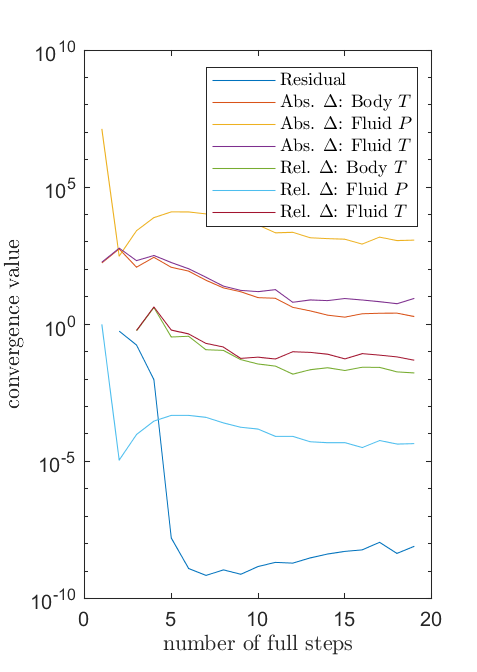 10^10
10^5
10^0
10^-5
10^-10
convergence value
Residual
Abs. Δ: Body T
Abs. Δ: Fluid P
Abs. Δ: Fluid T
Rel. Δ: Body T
Rel. Δ: Fluid P
Rel. Δ: Fluid T
0 5 10 15 20
number of full steps